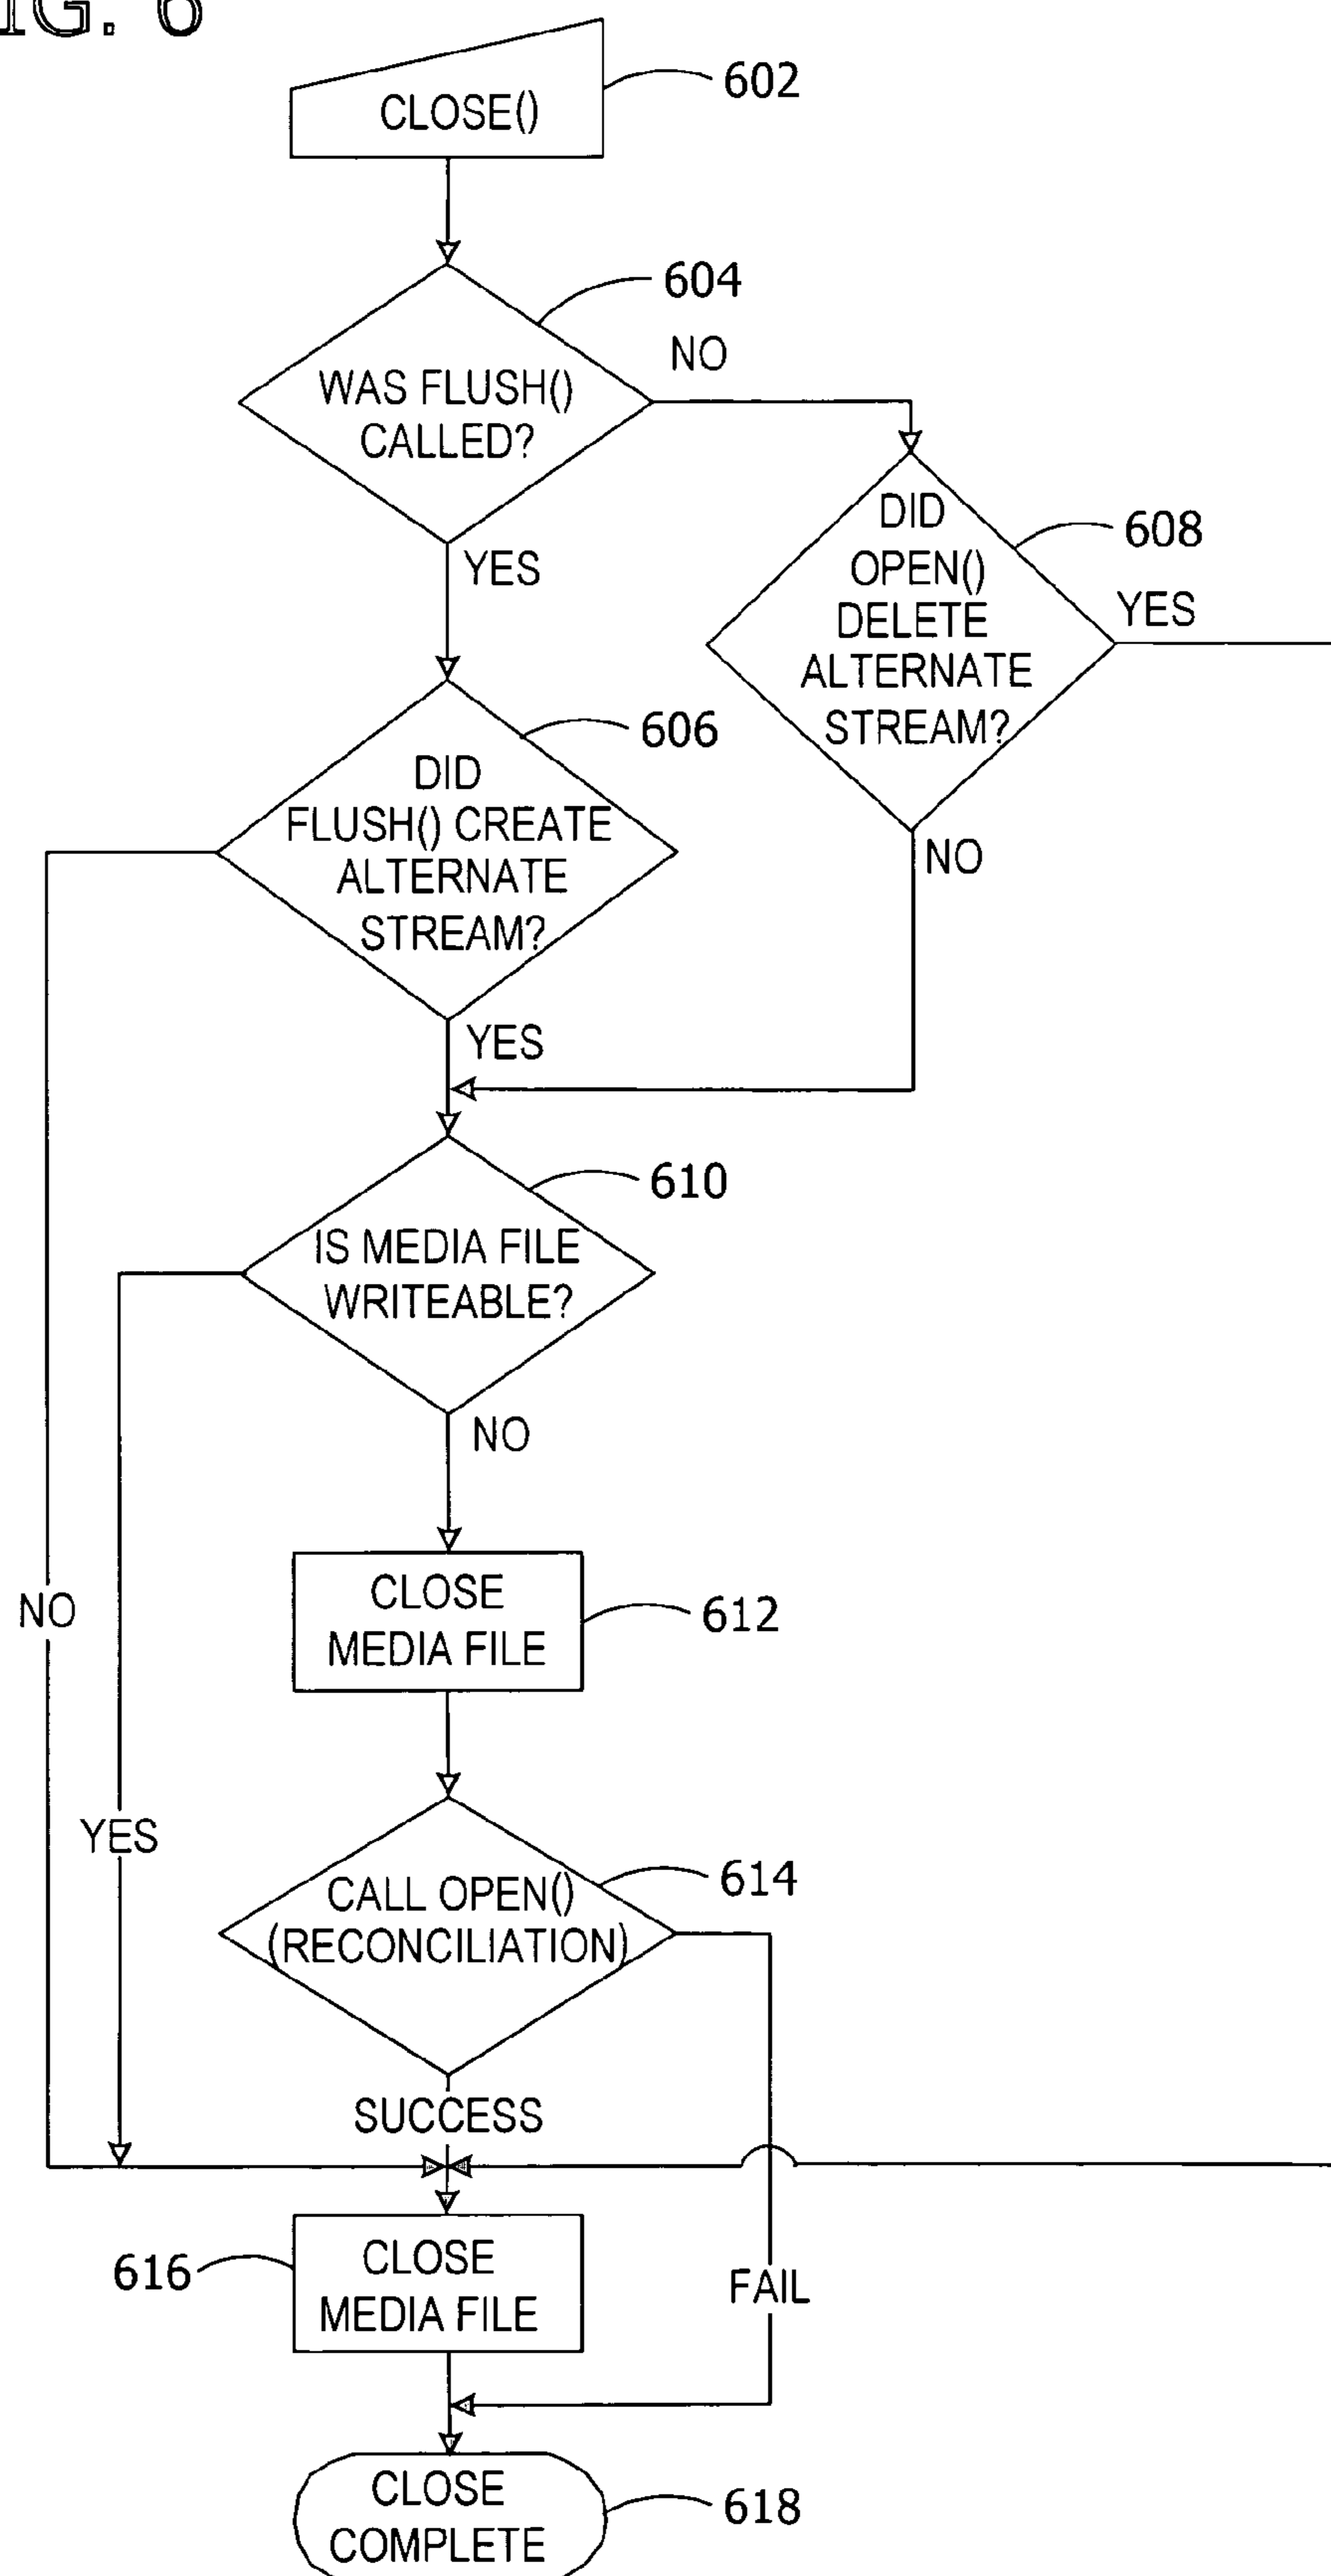 IG. 6
CLOSE()
602
604
WAS FLUSH()
CALLED?
NO
YES
DID
OPEN()
DELETE
ALTERNATE
STREAM?
608
YES
NO
606
DID
FLUSH() CREATE
ALTERNATE
STREAM?
YES
NO
610
IS MEDIA FILE
WRITEABLE?
NO
YES
CLOSE
MEDIA FILE
612
CALL OPEN()
(RECONCILIATION)
614
SUCCESS
FAIL
616
CLOSE
MEDIA FILE
CLOSE
COMPLETE
618